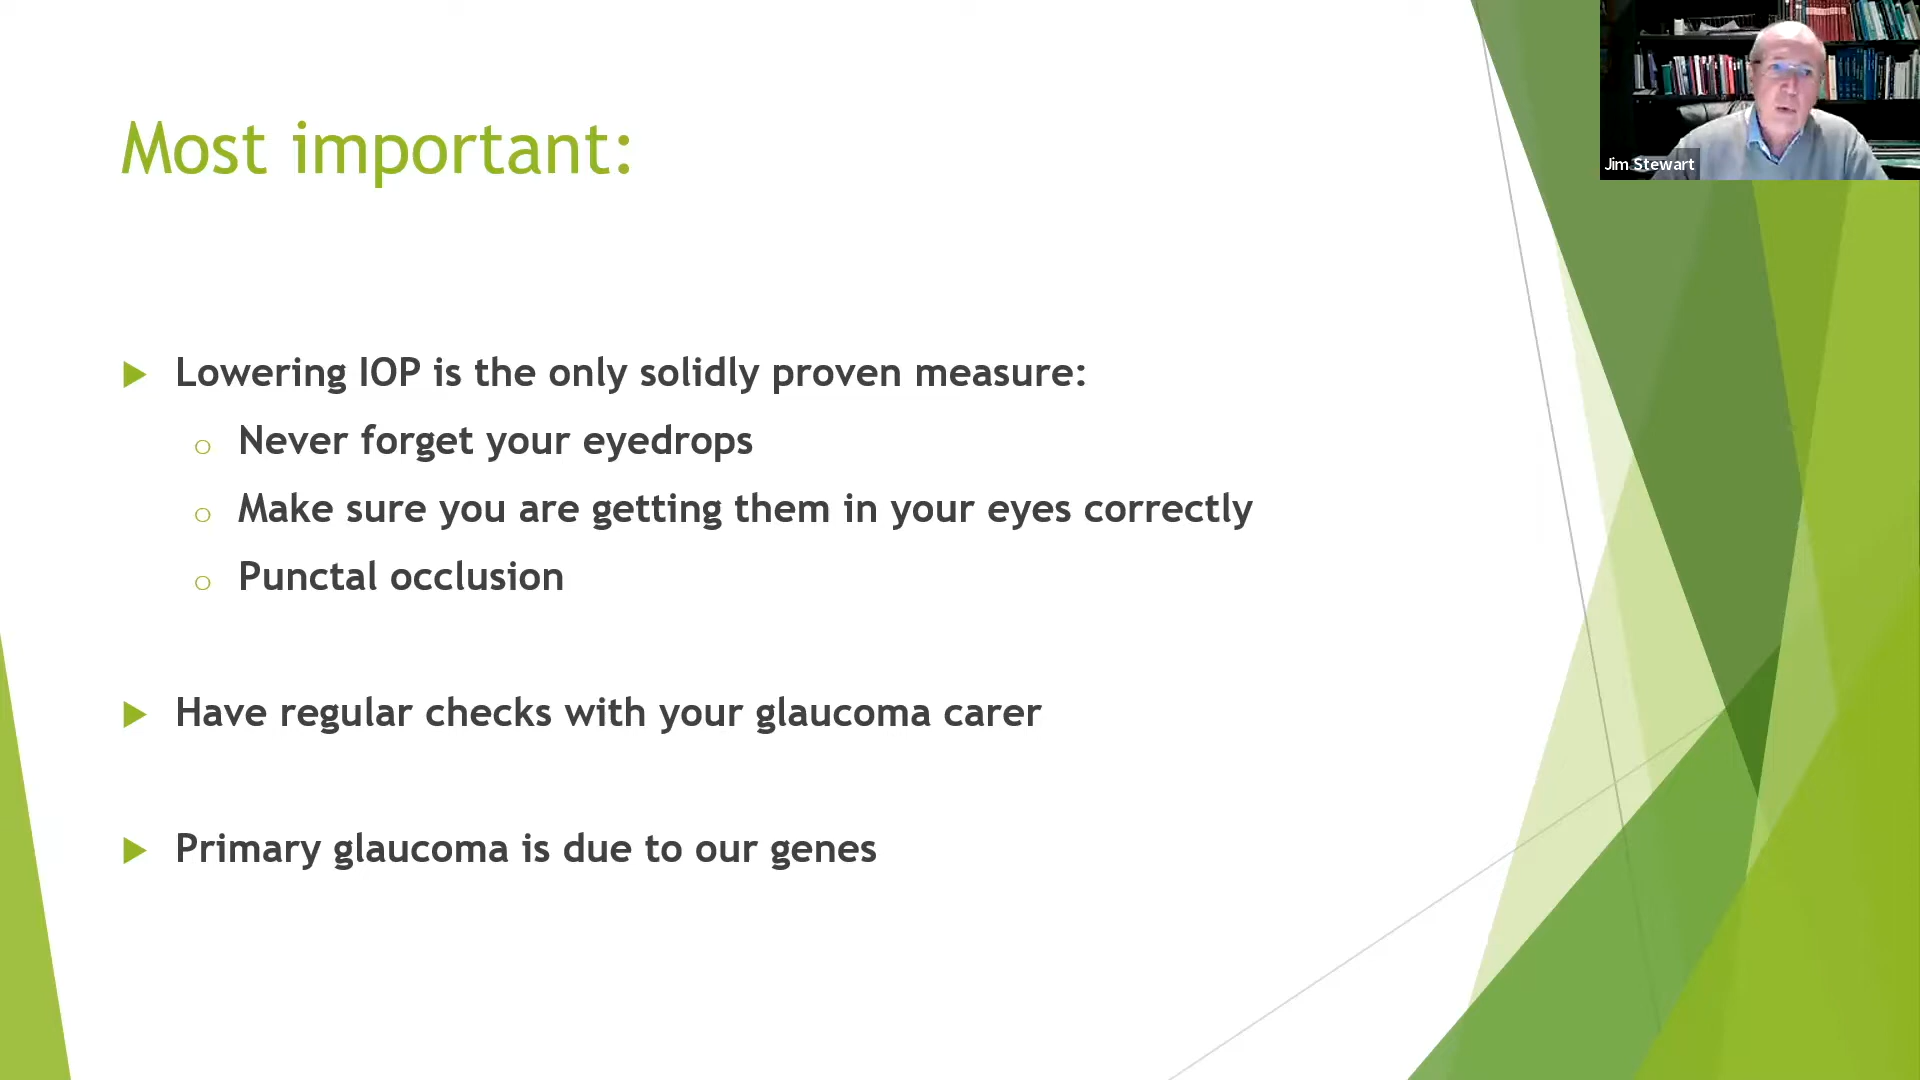 Most important:
Lowering IOP is the only solidly proven measure:
Never forget your eyedrops
Make sure you are getting them in your eyes correctly
Punctal occlusion
Have regular checks with your glaucoma carer
Primary glaucoma is due to our genes
Jim Stewart